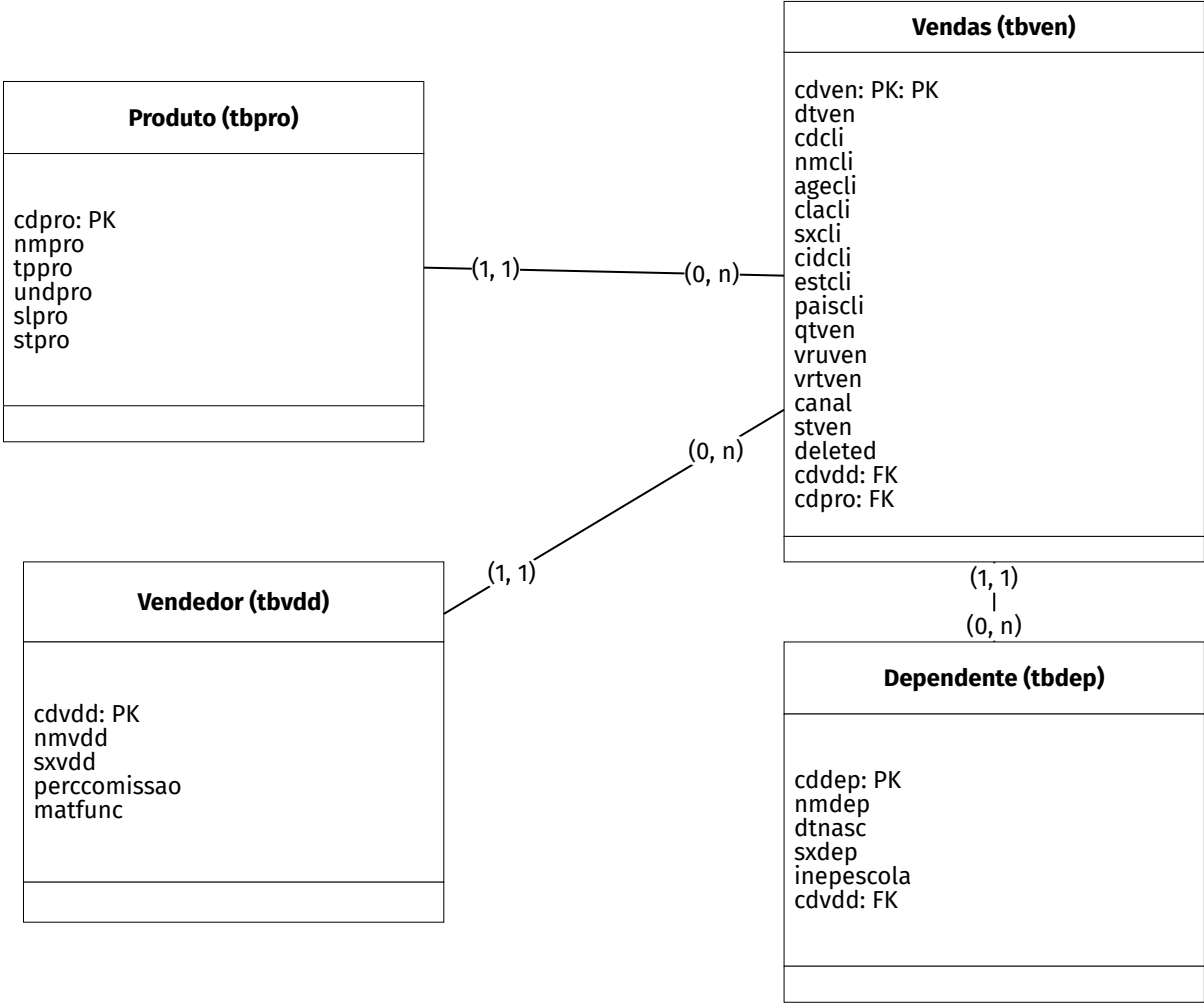 Vendas (tbven)
cdven: PK: PK
dtven
cdcli
nmcli
agecli
clacli
sxcli
cidcli
estcli
paiscli
qtven
vruven
vrtven
canal
stven
deleted
cdvdd: FK
cdpro: FK
Produto (tbpro)
cdpro: PK
nmpro
tppro
undpro
slpro
stpro
(1, 1)
(0, n)
(0, n)
(1, 1)
Vendedor (tbvdd)
cdvdd: PK
nmvdd
sxvdd
perccomissao
matfunc
(1, 1)
(0, n)
Dependente (tbdep)
cddep: PK
nmdep
dtnasc
sxdep
inepescola
cdvdd: FK